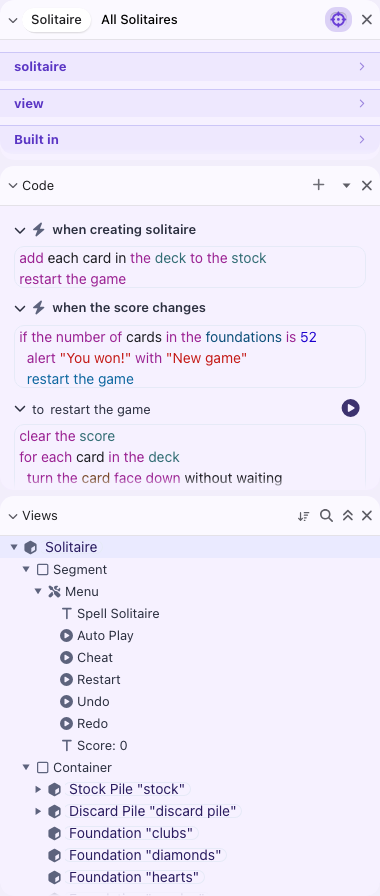 Solitaire All Solitaires
solitaire
view
Built in
Code
when creating solitaire
add each card in the deck to the stock
restart the game
when the score changes
if the number of cards in the foundations is 52
alert "You won!" with "New game"
restart the game
to restart the game
clear the score
for each card in the deck
turn the card face down without waiting
Views
Solitaire
Segment
Menu
Spell Solitaire
Auto Play
Cheat
Restart
Undo
Redo
Score: 0
Container
Stock Pile "stock"
Discard Pile "discard pile"
Foundation "clubs"
Foundation "diamonds"
Foundation "hearts"